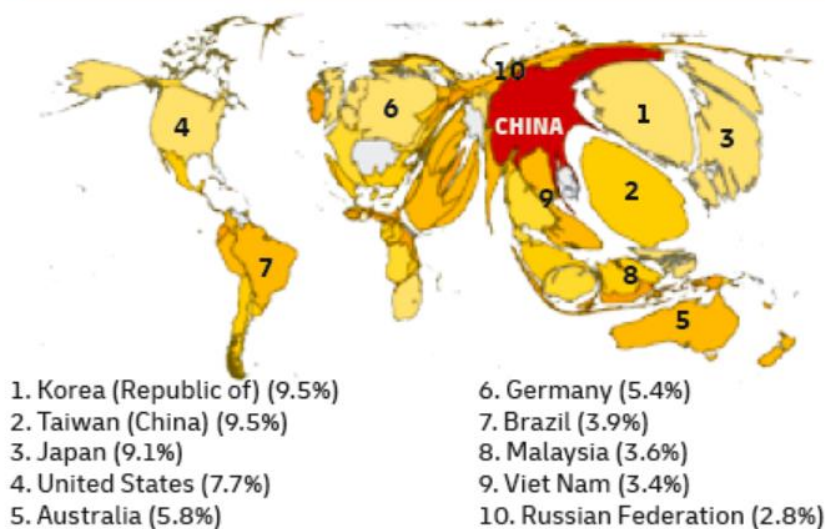 10
6
4
CHINA
1
3
2
9
7
8
5
1. Korea (Republic of) (9.5%)
2. Taiwan (China) (9.5%)
3. Japan (9.1%)
4. United States (7.7%)
5. Australia (5.8%)
6. Germany (5.4%)
7. Brazil (3.9%)
8. Malaysia (3.6%)
9. Viet Nam (3.4%)
10. Russian Federation (2.8%)